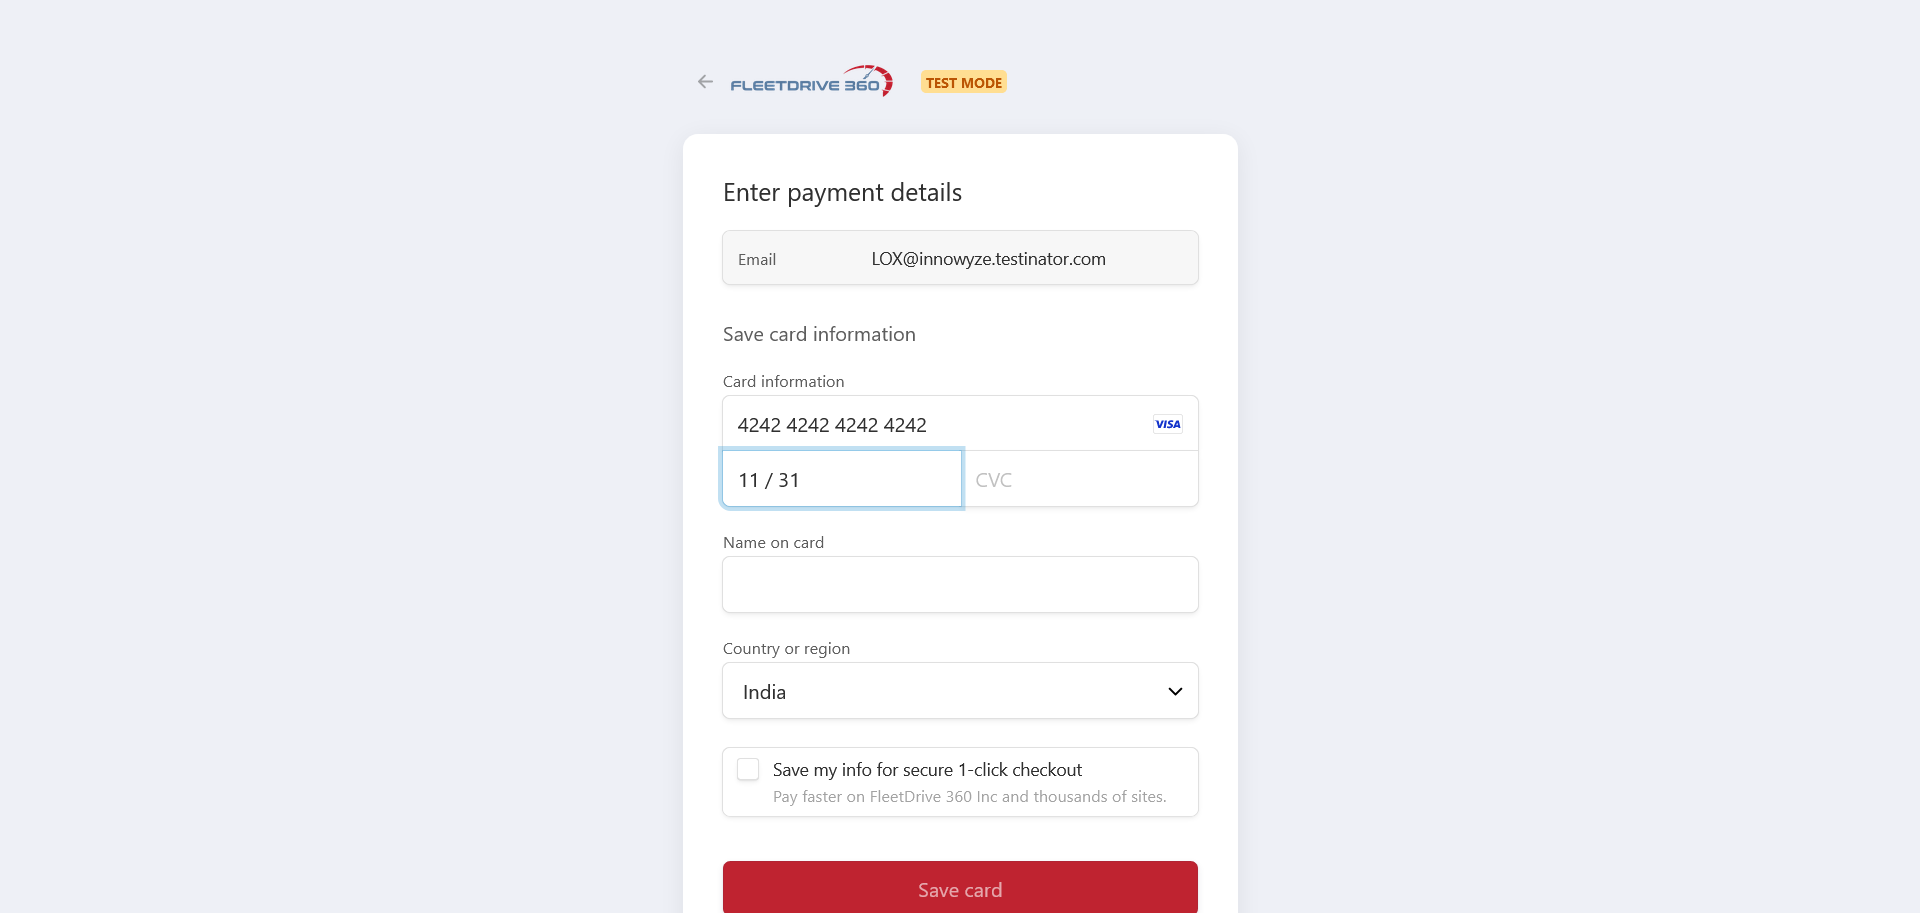 FLEETDRIVE 360
TEST MODE
Enter payment details
Email LOX@innowyze.testinator.com
Save card information
Card information
4242 4242 4242 4242 VISA
11 / 31 CVC
Name on card
Country or region
India
Save my info for secure 1-click checkout
Pay faster on FleetDrive 360 Inc and thousands of sites.
Save card